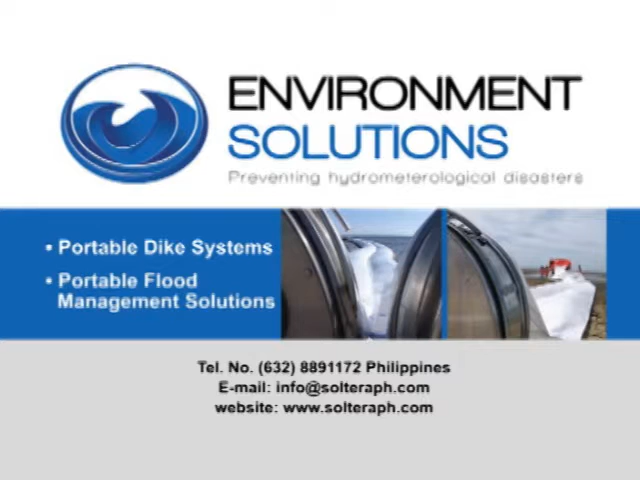 ENVIRONMENT
SOLUTIONS
Preventing hydrometerological disasters
• Portable Dike Systems
• Portable Flood
Management Solutions
Tel. No. (632) 8891172 Philippines
E-mail: info@solteraph.com
website: www.solteraph.com